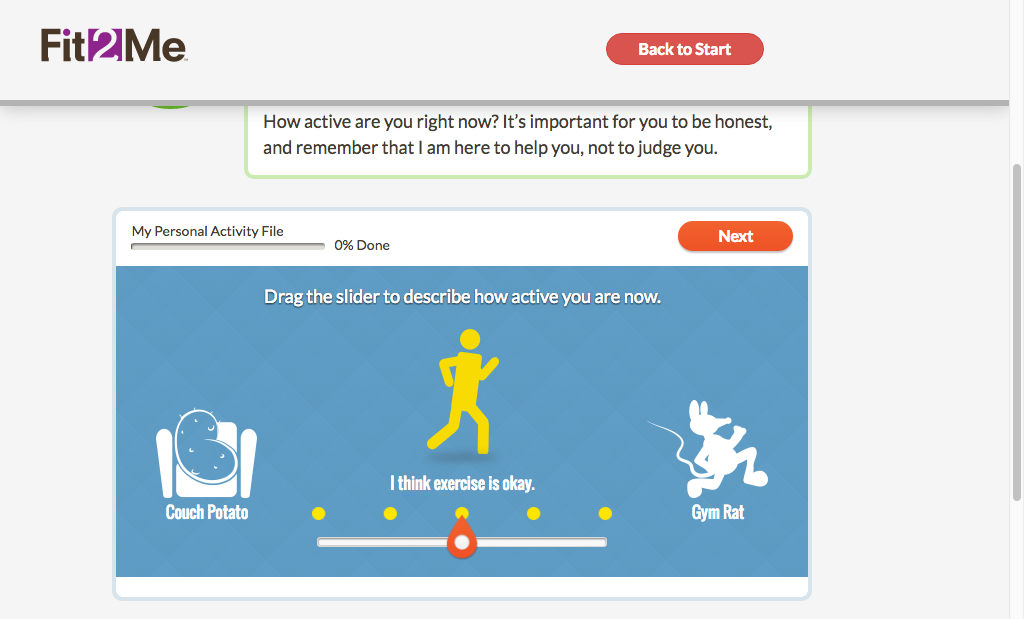 Fit2Me™
Back to Start
How active are you right now? It's important for you to be honest,
and remember that I am here to help you, not to judge you.
My Personal Activity File
0% Done
Next
Drag the slider to describe how active you are now.
I think exercise is okay.
Couch Potato
Gym Rat